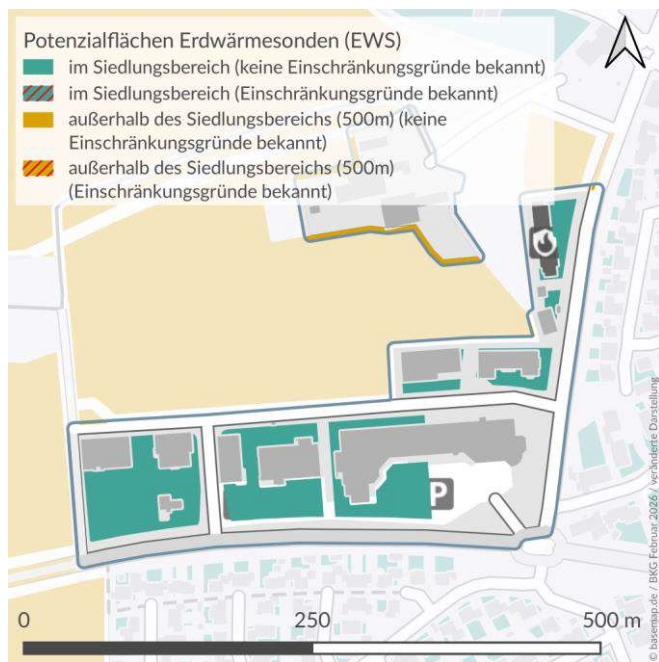 Potenzialflächen Erdwärmesonden (EWS)
im Siedlungsbereich (keine Einschränkungsgründe bekannt)
im Siedlungsbereich (Einschränkungsgründe bekannt)
außerhalb des Siedlungsbereichs (500m) (keine
Einschränkungsgründe bekannt)
außerhalb des Siedlungsbereichs (500m)
(Einschränkungsgründe bekannt)
P
0
250
500 m
© basemap.de / BKG Februar 2026 / veränderte Darstellung